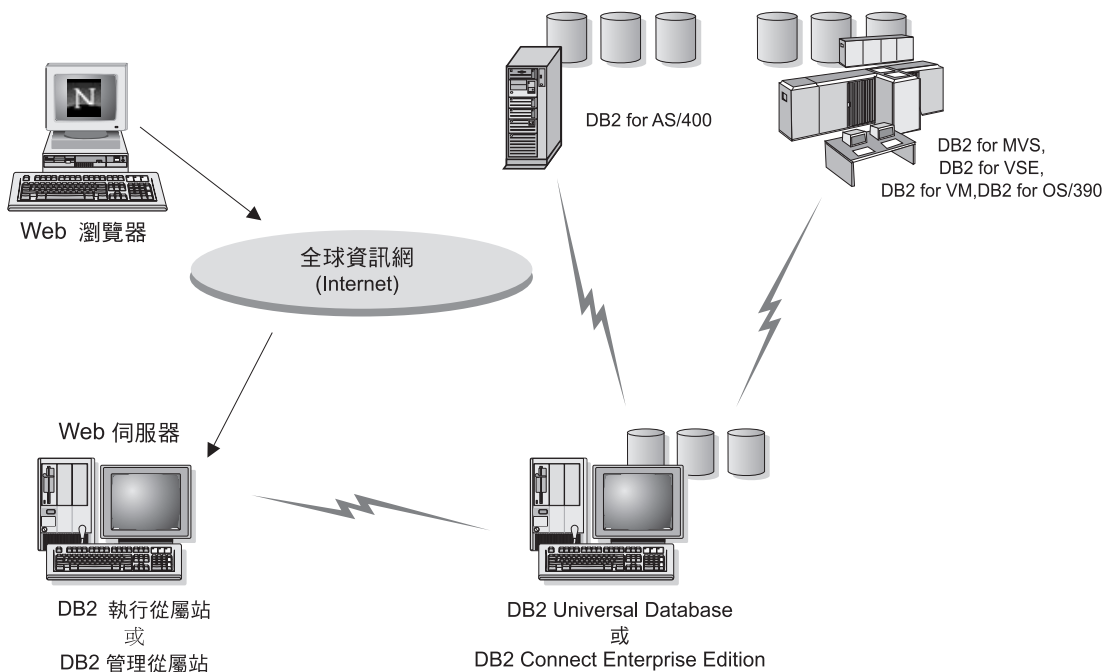 DB2 for AS/400
DB2 for MVS,
DB2 for VSE,
DB2 for VM,DB2 for OS/390
N
Web 瀏覽器
全球資訊網
(Internet)
Web 伺服器
DB2 執行從屬站
或
DB2 管理從屬站
DB2 Universal Database
或
DB2 Connect Enterprise Edition